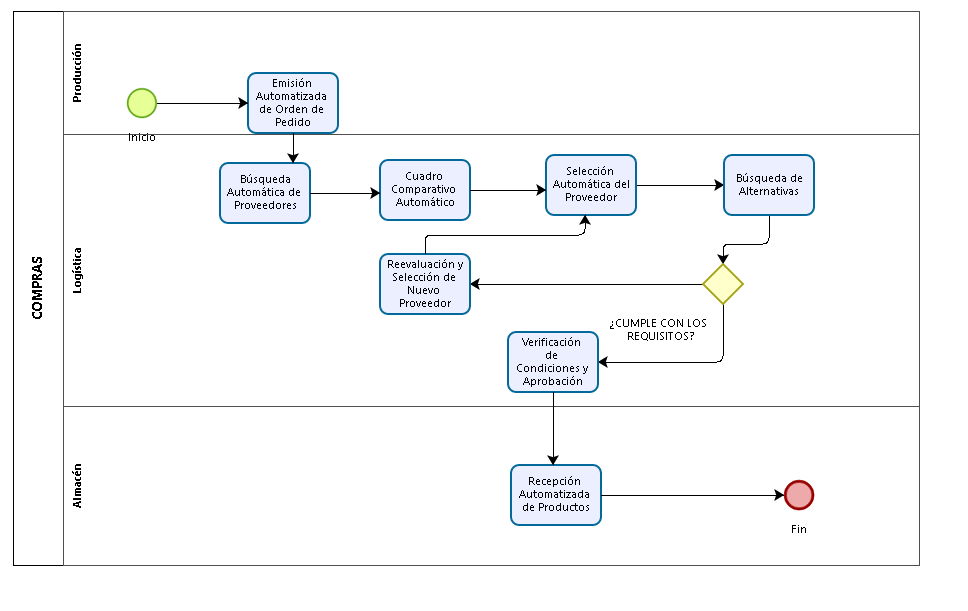 COMPRAS
Producción
Inicio
Emisión
Automatizada
de Orden de
Pedido
Logística
Búsqueda
Automática de
Proveedores
Cuadro
Comparativo
Automático
Selección
Automática del
Proveedor
Búsqueda de
Alternativas
Reevaluación y
Selección de
Nuevo
Proveedor
¿CUMPLE CON LOS
REQUISITOS?
Verificación
de
Condiciones y
Aprobación
Almacén
Recepción
Automatizada
de Productos
Fin